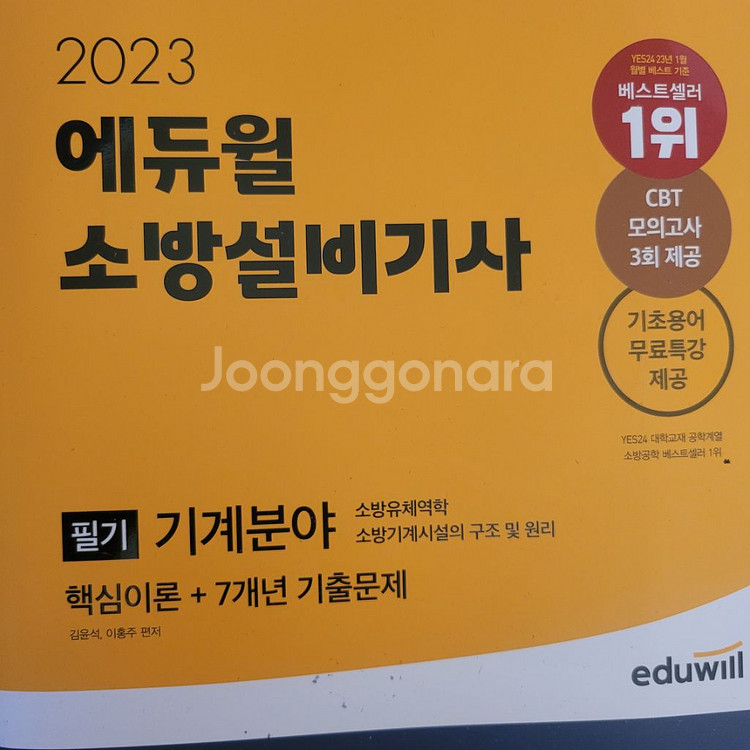 2023
에듀윌
소방설비기사
YES24 23년 1월
월별 베스트 기준
베스트셀러
1위
CBT
모의고사
3회 제공
기초용어
무료특강
제공
YES24 대학교재 공학계열
소방공학 베스트셀러 1위
Joonggonara
필기 기계분야
소방유체역학
소방기계시설의 구조 및 원리
핵심이론 + 7개년 기출문제
김윤석, 이홍주 편저
eduwill